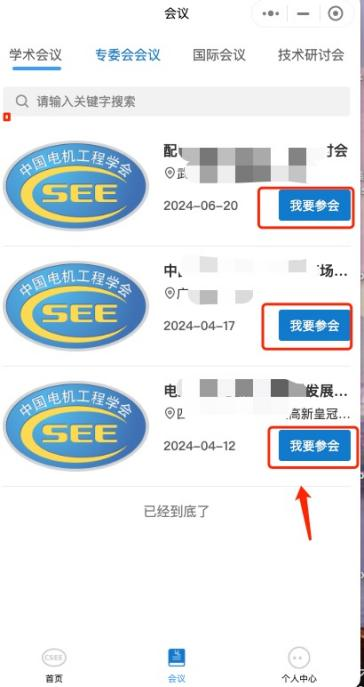 会议
学术会议 专委会会议 国际会议 技术研讨会
请输入关键字搜索
中国电机工程学会
CSEE
配 讨会
2024-06-20 我要参会
中国电机工程学会
CSEE
中 场...
广
2024-04-17 我要参会
中国电机工程学会
CSEE
电 发展...
高新皇冠...
2024-04-12 我要参会
已经到底了
CSEE
首页 会议 个人中心